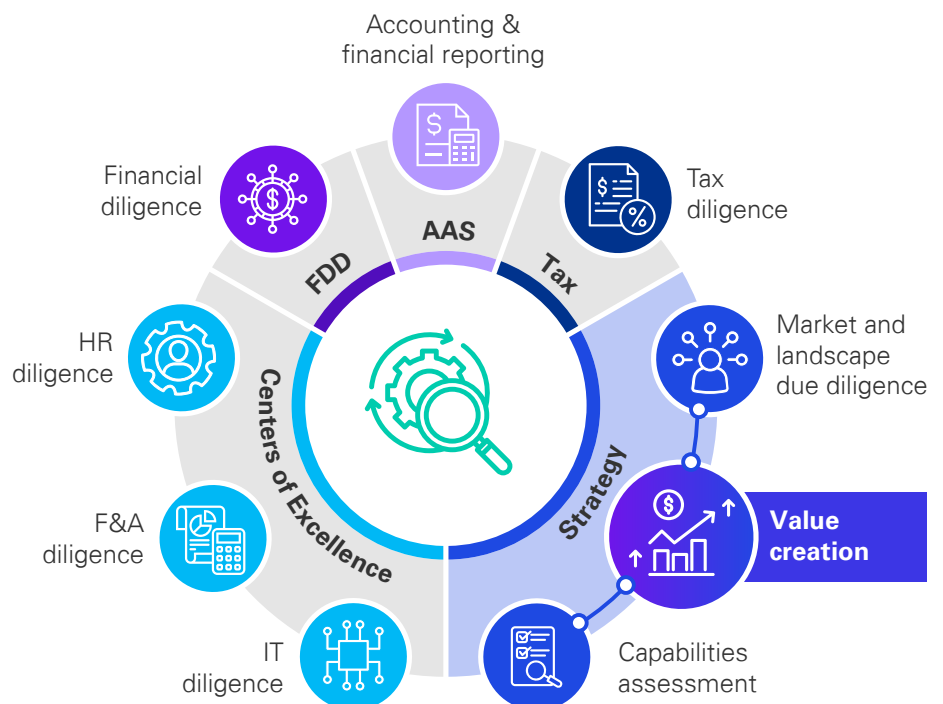 Accounting &
financial reporting
Financial
diligence
Tax
diligence
AAS
FDD
Tax
HR
diligence
Market and
landscape
due diligence
Centers of Excellence
Strategy
F&A
diligence
Value
creation
IT
diligence
Capabilities
assessment
$
$
$
%
$